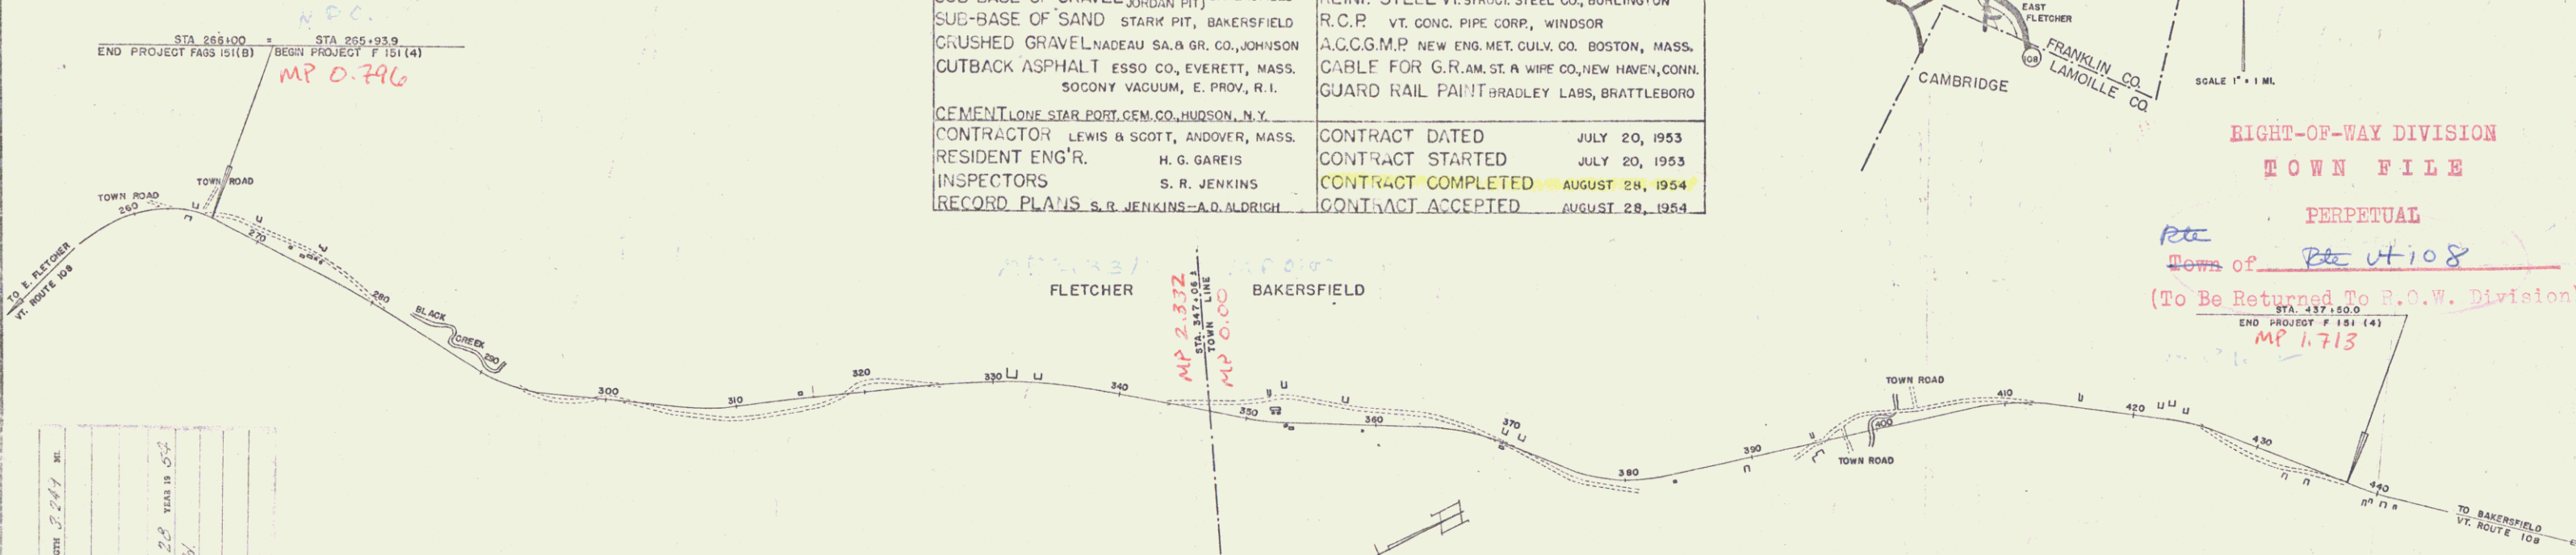 STA 266+00 = STA 265+93.9
END PROJECT FAGS 151(8) BEGIN PROJECT F 151(4)
MP 0.796
JORDAN PIT)
SUB-BASE OF SAND STARK PIT, BAKERSFIELD
CRUSHED GRAVEL NADEAU SA. & GR. CO., JOHNSON
CUTBACK ASPHALT ESSO CO., EVERETT, MASS.
SOCONY VACUUM, E. PROV., R.I.
CEMENT LONE STAR PORT. CEM. CO., HUDSON, N.Y.
CONTRACTOR LEWIS & SCOTT, ANDOVER, MASS.
RESIDENT ENG'R. H. G. GAREIS
INSPECTORS S. R. JENKINS
RECORD PLANS S. R. JENKINS-A.D. ALDRICH
R.C.P. VT. CONC. PIPE CORP., WINDSOR
A.C.C.G.M.P. NEW ENG. MET. CULV. CO. BOSTON, MASS.
CABLE FOR G.R. AM. ST. & WIRE CO., NEW HAVEN, CONN.
GUARD RAIL PAINT BRADLEY LABS, BRATTLEBORO
CONTRACT DATED JULY 20, 1953
CONTRACT STARTED JULY 20, 1953
CONTRACT COMPLETED AUGUST 28, 1954
CONTRACT ACCEPTED AUGUST 28, 1954
EAST
FLETCHER
108
FRANKLIN CO.
LAMOILLE CO.
CAMBRIDGE
SCALE 1" = 1 MI.
RIGHT-OF-WAY DIVISION
TOWN FILE
PERPETUAL
Rte
Town of Rte Vt 108
(To Be Returned To R.O.W. Division)
STA. 437+50.0
END PROJECT F 151 (4)
MP 1.713
TO E. FLETCHER
VT. ROUTE 108
TOWN ROAD
260
TOWN ROAD
270
280
BLACK
CREEK
290
300
310
320
330
340
FLETCHER
MP 2.332
STA. 347+06
TOWN LINE
MP 0.00
BAKERSFIELD
350
360
370
380
390
TOWN ROAD
400
TOWN ROAD
410
420
430
440
TO BAKERSFIELD
VT. ROUTE 108
3.249 MI.
28 YEAR 1954